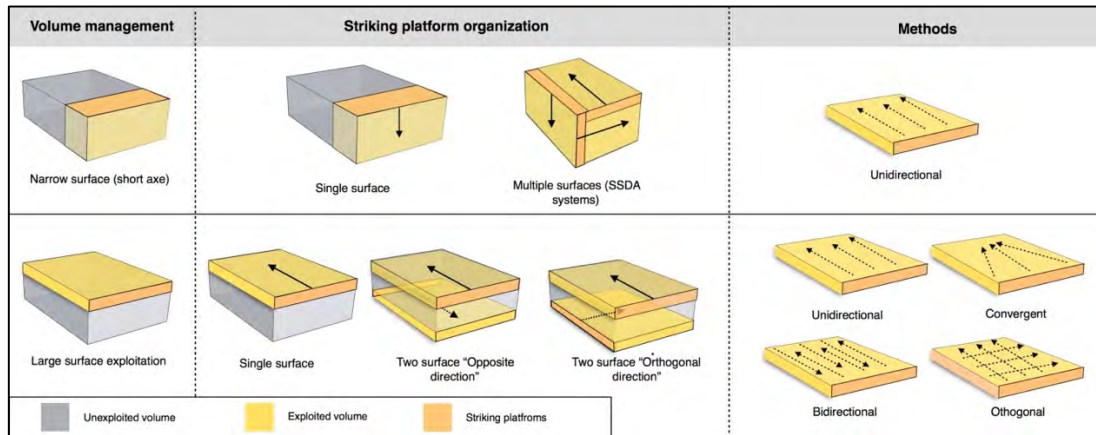 Volume management
Striking platform organization
Methods
Narrow surface (short axe)
Single surface
Multiple surfaces (SSDA
systems)
Unidirectional
Large surface exploitation
Single surface
Two surface “Opposite
direction”
Two surface “Orthogonal
direction”
Unidirectional
Convergent
Bidirectional
Othogonal
Unexploited volume
Exploited volume
Striking platfroms